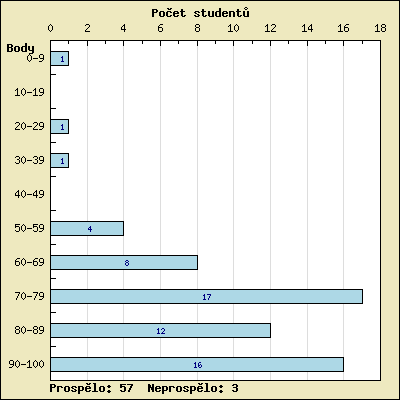 Počet studentů
0 2 4 6 8 10 12 14 16 18
Body
0-9 1
10-19
20-29 1
30-39 1
40-49
50-59 4
60-69 8
70-79 17
80-89 12
90-100 16
Prospělo: 57 Neprospělo: 3